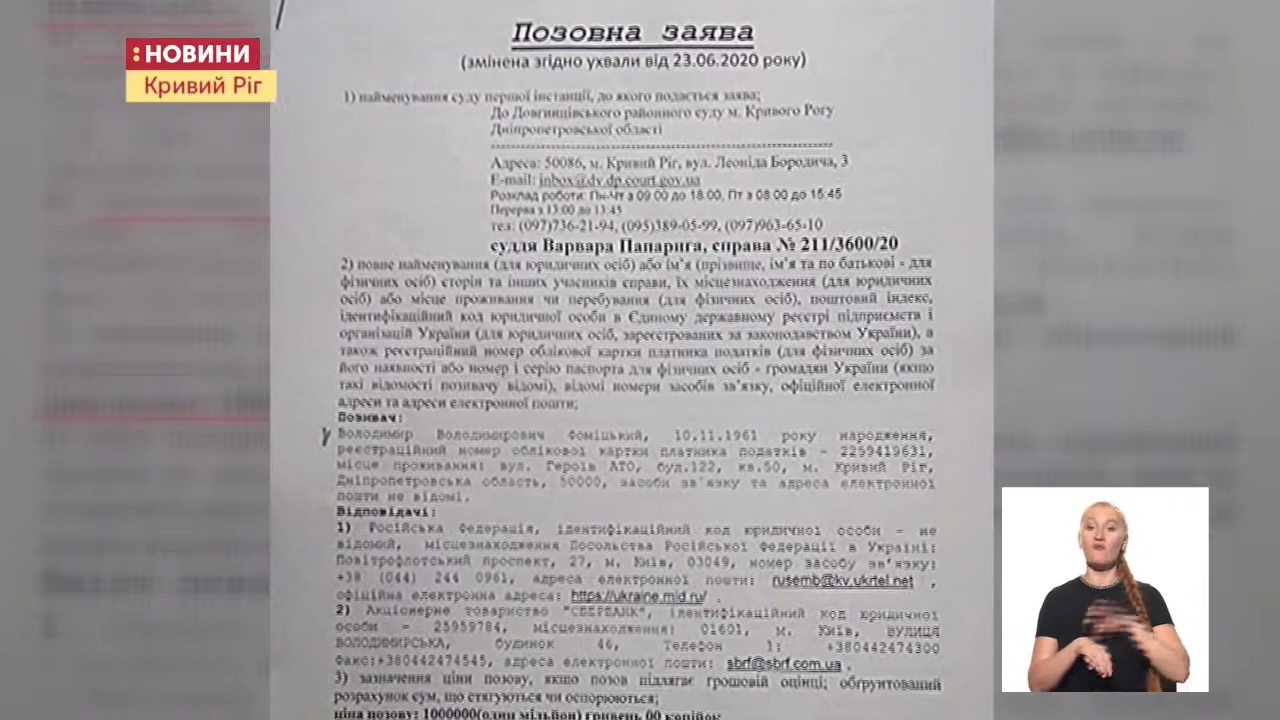 :НОВИНИ
Кривий Ріг
Позовна заява
(змінена згідно ухвали від 23.06.2020 року)
1) найменування суду першої інстанції, до якого подається заява;
До Довгинцівського районного суду м. Кривого Рогу
Дніпропетровської області
Адреса: 50086, м. Кривий Ріг, вул. Леоніда Бородича, 3
E-mail: inbox@dv.dp.court.gov.ua
Розклад роботи: Пн-Чт з 09:00 до 18:00, Пт з 08:00 до 15:45
Перерва з 13:00 до 13:45
тел: (097)736-21-94, (095)389-05-99, (097)963-65-10
суддя Варвара Папарига, справа № 211/3600/20
2) повне найменування (для юридичних осіб) або ім'я (прізвище, ім'я та по батькові - для
фізичних осіб) сторін та інших учасників справи, їх місцезнаходження (для юридичних
осіб) або місце проживання чи перебування (для фізичних осіб), поштовий індекс,
ідентифікаційний код юридичної особи в Єдиному державному реєстрі підприємств і
організацій України (для юридичних осіб, зареєстрованих за законодавством України), а
також реєстраційний номер облікової картки платника податків (для фізичних осіб) за
його наявності або номер і серію паспорта для фізичних осіб - громадян України (якщо
такі відомості позивачу відомі), відомі номери засобів зв'язку, офіційної електронної
адреси та адреси електронної пошти;
Позивач:
Володимир Володимирович Фоміцький, 10.11.1961 року народження,
реєстраційний номер облікової картки платника податків - 2259419631,
місце проживання: вул. Героїв АТО, буд.122, кв.50, м. Кривий Ріг,
Дніпропетровська область, 50000, засоби зв'язку та адреса електронної
пошти не відомі.
Відповідачі:
1) Російська Федерація, ідентифікаційний код юридичної особи - не
відомий, місцезнаходження Посольства Російської Федерації в Україні:
Повітрофлотський проспект, 27, м. Київ, 03049, номер засобу зв'язку:
+38 (044) 244 0961, адреса електронної пошти: rusemb@kv.ukrtel.net ,
офіційна електронна адреса: https://ukraine.mid.ru/ .
2) Акціонерне товариство "СБЕРБАНК", ідентифікаційний код юридичної
особи - 25959784, місцезнаходження: 01601, м. Київ, ВУЛИЦЯ
ВОЛОДИМИРСЬКА, будинок 46, Телефон 1: +380442474300
Факс:+380442474545, адреса електронної пошти: sbrf@sbrf.com.ua .
3) зазначення ціни позову, якщо позов підлягає грошовій оцінці; обґрунтований
розрахунок сум, що стягуються чи оспорюються;
ціна позову: 1000000(один мільйон) гривень 00 копійок